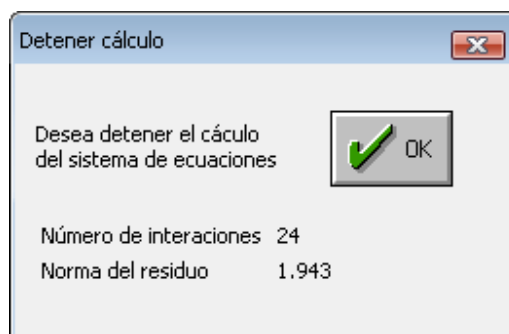 Detener cálculo
Desea detener el cáculo
del sistema de ecuaciones
OK
Número de interaciones 24
Norma del residuo 1.943